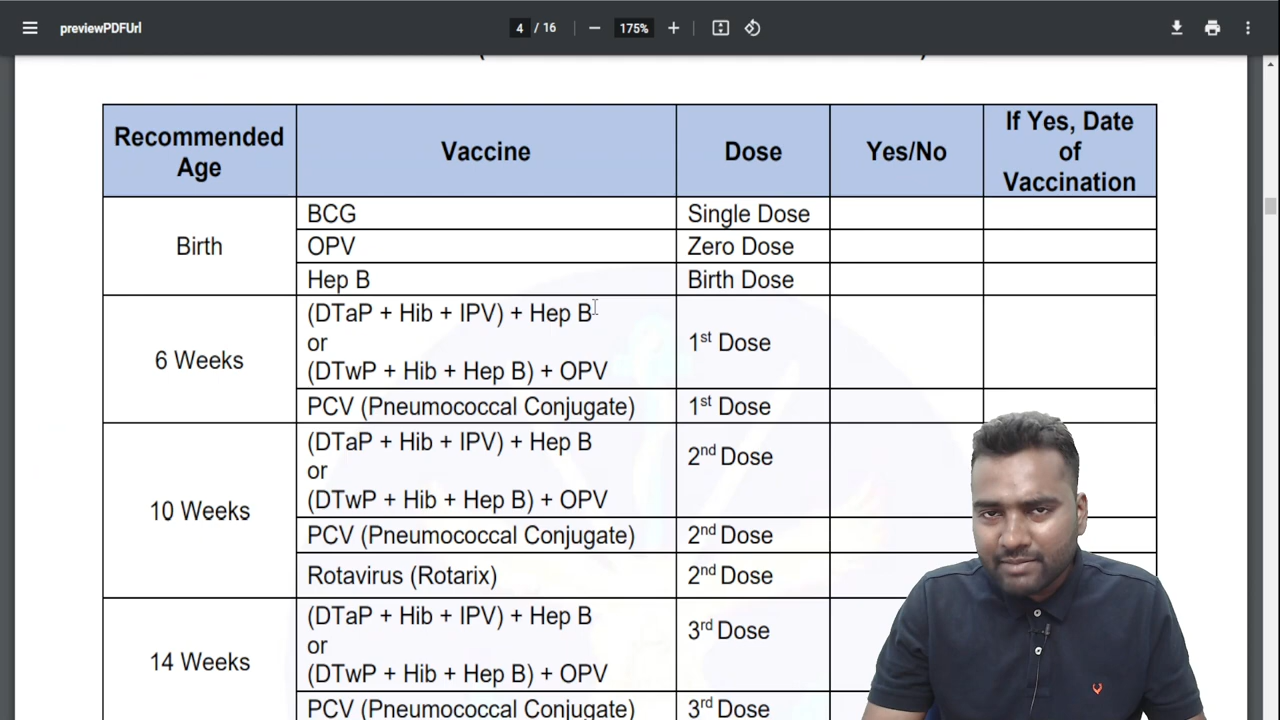 previewPDFUrl
4 / 16
175%
Recommended Age
Vaccine
Dose
Yes/No
If Yes, Date of Vaccination
Birth
BCG
Single Dose
OPV
Zero Dose
Hep B
Birth Dose
6 Weeks
(DTaP + Hib + IPV) + Hep B
or
(DTwP + Hib + Hep B) + OPV
1st Dose
PCV (Pneumococcal Conjugate)
1st Dose
10 Weeks
(DTaP + Hib + IPV) + Hep B
or
(DTwP + Hib + Hep B) + OPV
2nd Dose
PCV (Pneumococcal Conjugate)
2nd Dose
Rotavirus (Rotarix)
2nd Dose
14 Weeks
(DTaP + Hib + IPV) + Hep B
or
(DTwP + Hib + Hep B) + OPV
3rd Dose
PCV (Pneumococcal Conjugate)
3rd Dose